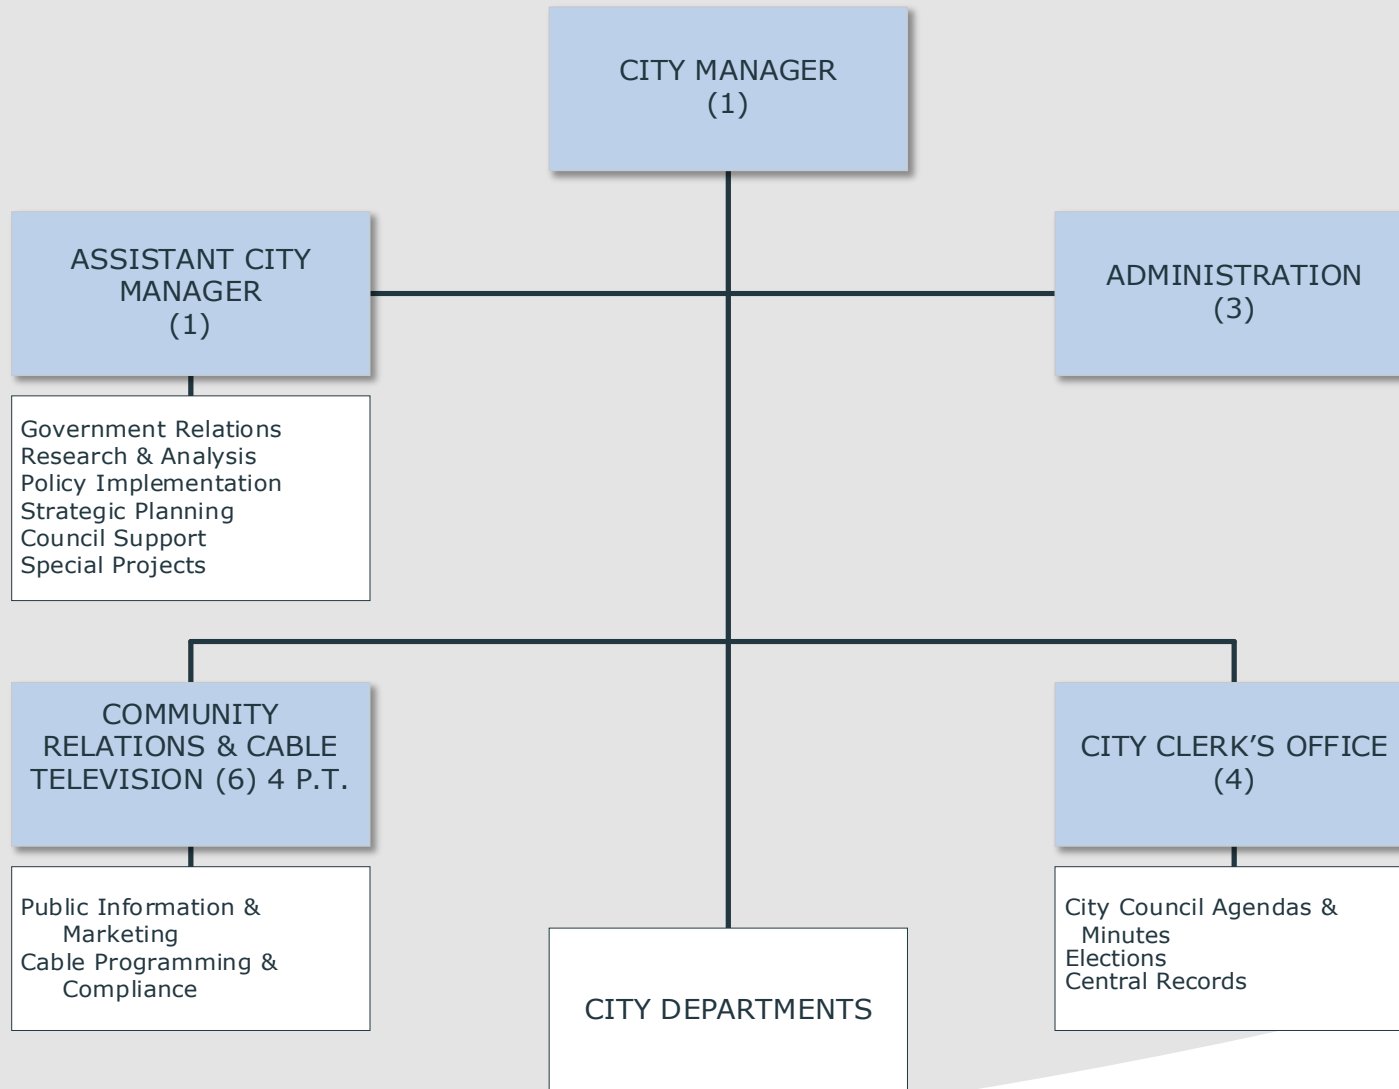 CITY MANAGER
(1)
ASSISTANT CITY
MANAGER
(1)
ADMINISTRATION
(3)
Government Relations
Research & Analysis
Policy Implementation
Strategic Planning
Council Support
Special Projects
COMMUNITY
RELATIONS & CABLE
TELEVISION (6) 4 P.T.
CITY CLERK’S OFFICE
(4)
Public Information &
Marketing
Cable Programming &
Compliance
City Council Agendas &
Minutes
Elections
Central Records
CITY DEPARTMENTS